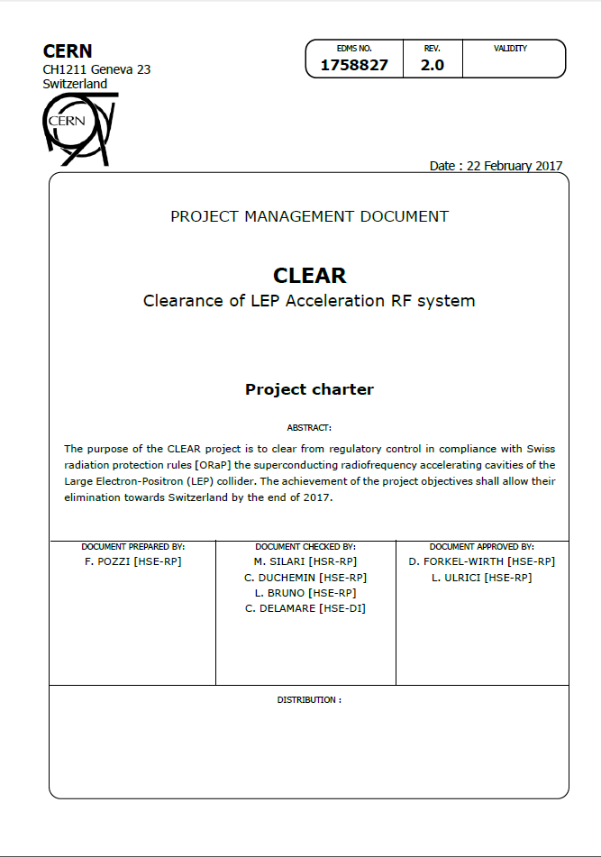 CERN
CH1211 Geneva 23
Switzerland
CERN
EDMS NO.
REV.
VALIDITY
1758827
2.0
Date : 22 February 2017
PROJECT MANAGEMENT DOCUMENT
CLEAR
Clearance of LEP Acceleration RF system
Project charter
ABSTRACT:
The purpose of the CLEAR project is to clear from regulatory control in compliance with Swiss
radiation protection rules [ORaP] the superconducting radiofrequency accelerating cavities of the
Large Electron-Positron (LEP) collider. The achievement of the project objectives shall allow their
elimination towards Switzerland by the end of 2017.
DOCUMENT PREPARED BY:
F. POZZI [HSE-RP]
DOCUMENT CHECKED BY:
M. SILARI [HSR-RP]
C. DUCHEMIN [HSE-RP]
L. BRUNO [HSE-RP]
C. DELAMARE [HSE-DI]
DOCUMENT APPROVED BY:
D. FORKEL-WIRTH [HSE-RP]
L. ULRICI [HSE-RP]
DISTRIBUTION :